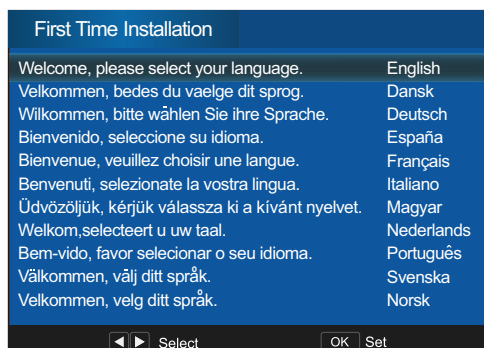 First Time Installation
Welcome, please select your language. English
Velkommen, bedes du vaelge dit sprog. Dansk
Wilkommen, bitte wählen Sie ihre Sprache. Deutsch
Bienvenido, seleccione su idioma. España
Bienvenue, veuillez choisir une langue. Français
Benvenuti, selezionate la vostra lingua. Italiano
Üdvözöljük, kérjük válassza ki a kívánt nyelvet. Magyar
Welkom,selecteert u uw taal. Nederlands
Bem-vido, favor selecionar o seu idioma. Português
Välkommen, välj ditt språk. Svenska
Velkommen, velg ditt språk. Norsk
◀ ▶ Select OK Set